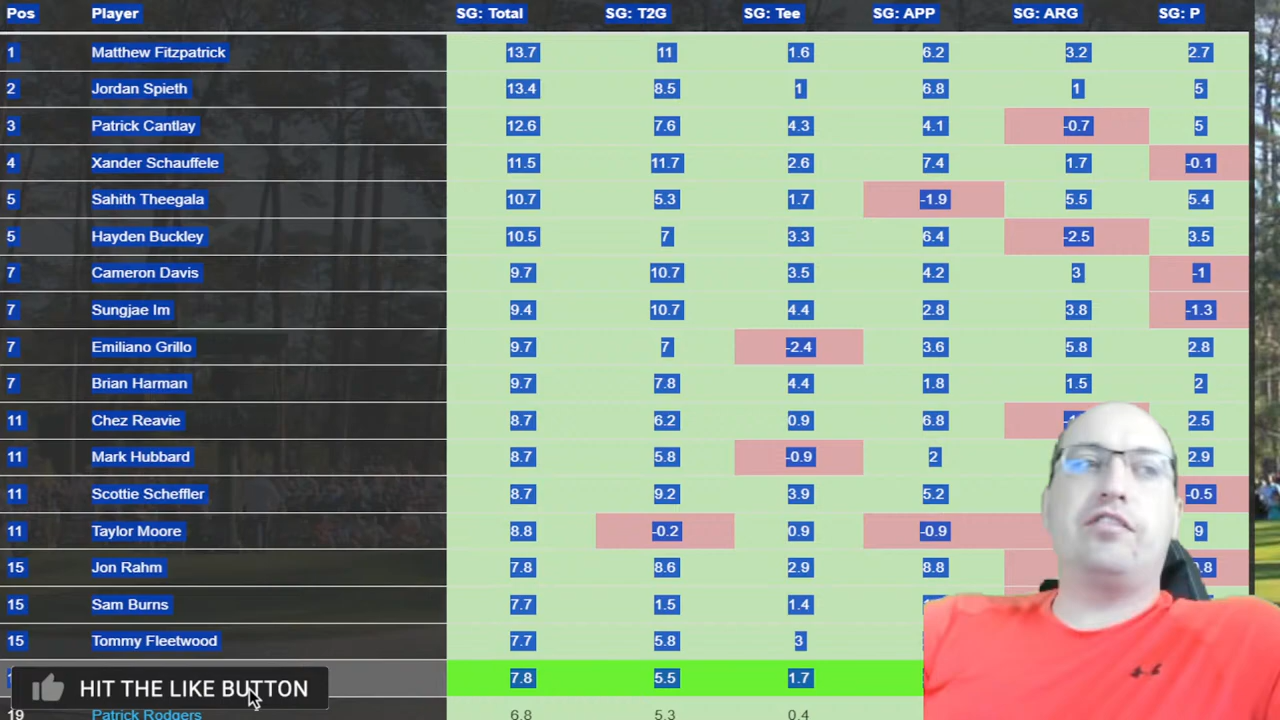 Pos Player SG: Total SG: T2G SG: Tee SG: APP SG: ARG SG: P
1 Matthew Fitzpatrick 13.7 11 1.6 6.2 3.2 2.7
2 Jordan Spieth 13.4 8.5 1 6.8 1 5
3 Patrick Cantlay 12.6 7.6 4.3 4.1 -0.7 5
4 Xander Schauffele 11.5 11.7 2.6 7.4 1.7 -0.1
5 Sahith Theegala 10.7 5.3 1.7 -1.9 5.5 5.4
5 Hayden Buckley 10.5 7 3.3 6.4 -2.5 3.5
7 Cameron Davis 9.7 10.7 3.5 4.2 3 -1
7 Sungjae Im 9.4 10.7 4.4 2.8 3.8 -1.3
7 Emiliano Grillo 9.7 7 -2.4 3.6 5.8 2.8
7 Brian Harman 9.7 7.8 4.4 1.8 1.5 2
11 Chez Reavie 8.7 6.2 0.9 6.8 2.5
11 Mark Hubbard 8.7 5.8 -0.9 2 2.9
11 Scottie Scheffler 8.7 9.2 3.9 5.2 -0.5
11 Taylor Moore 8.8 -0.2 0.9 -0.9 9
15 Jon Rahm 7.8 8.6 2.9 8.8
15 Sam Burns 7.7 1.5 1.4
15 Tommy Fleetwood 7.7 5.8 3
HIT THE LIKE BUTTON 7.8 5.5 1.7
19 Patrick Rodgers 6.8 5.3 0.4